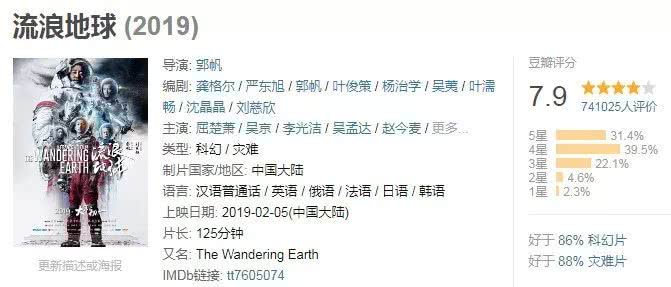 流浪地球 (2019)
THE WANDERING
EARTH
2019
更新描述或海报
导演: 郭帆
编剧: 龚格尔 / 严东旭 / 郭帆 / 叶俊策 / 杨治学 / 吴荑 / 叶濡
畅 / 沈晶晶 / 刘慈欣
主演: 屈楚萧 / 吴京 / 李光洁 / 吴孟达 / 赵今麦 / 更多...
类型: 科幻 / 灾难
制片国家/地区: 中国大陆
语言: 汉语普通话 / 英语 / 俄语 / 法语 / 日语 / 韩语
上映日期: 2019-02-05(中国大陆)
片长: 125分钟
又名: The Wandering Earth
IMDb链接: tt7605074
豆瓣评分
7.9
741025人评价
5星 31.4%
4星 39.5%
3星 22.1%
2星 4.6%
1星 2.3%
好于 86% 科幻片
好于 88% 灾难片